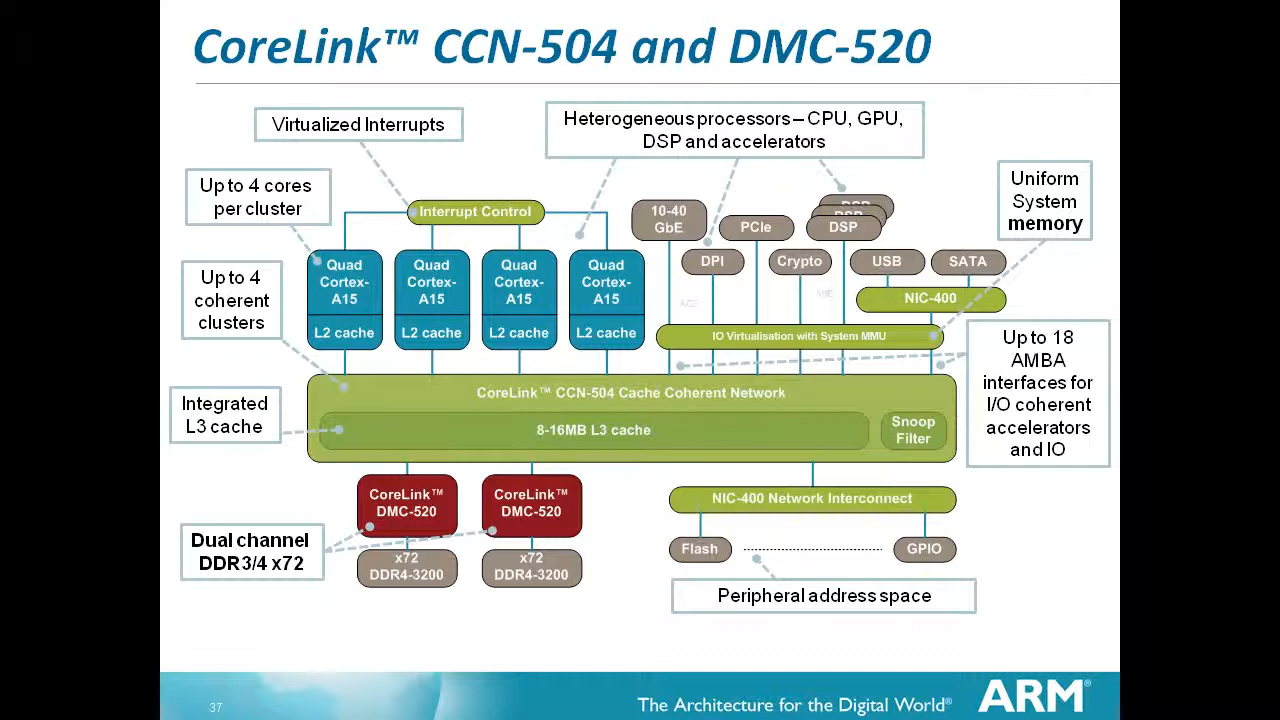 CoreLink™ CCN-504 and DMC-520
Virtualized Interrupts
Heterogeneous processors – CPU, GPU,
DSP and accelerators
Up to 4 cores
per cluster
Uniform
System
memory
Interrupt Control
10-40
GbE
PCIe
DSP
DSP
DSP
DPI
Crypto
USB
SATA
Quad
Cortex-
A15
L2 cache
Quad
Cortex-
A15
L2 cache
Quad
Cortex-
A15
L2 cache
Quad
Cortex-
A15
L2 cache
Up to 4
coherent
clusters
ACE
NIC-400
IO Virtualisation with System MMU
Up to 18
AMBA
interfaces for
I/O coherent
accelerators
and IO
CoreLink™ CCN-504 Cache Coherent Network
Integrated
L3 cache
8-16MB L3 cache
Snoop
Filter
CoreLink™
DMC-520
CoreLink™
DMC-520
NIC-400 Network Interconnect
Dual channel
DDR3/4 x72
x72
DDR4-3200
x72
DDR4-3200
Flash
GPIO
Peripheral address space
37
The Architecture for the Digital World®
ARM®